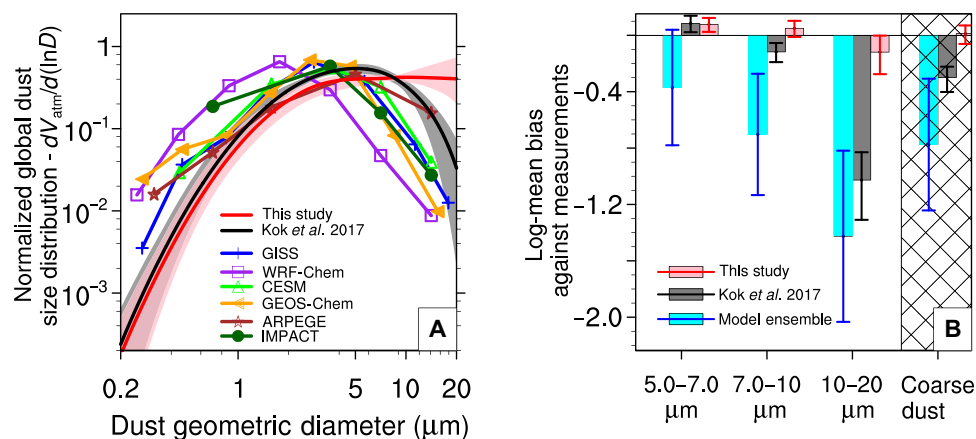 Normalized global dust
size distribution - dVatm/d(lnD)
1
10⁻¹
10⁻²
10⁻³
This study
Kok et al. 2017
GISS
WRF-Chem
CESM
GEOS-Chem
ARPEGE
IMPACT
A
0.2
1
5
10
20
Dust geometric diameter (μm)
Log-mean bias
against measurements
−0.4
−1.2
−2.0
This study
Kok et al. 2017
Model ensemble
B
5.0−7.0
μm
7.0−10
μm
10−20
μm
Coarse
dust